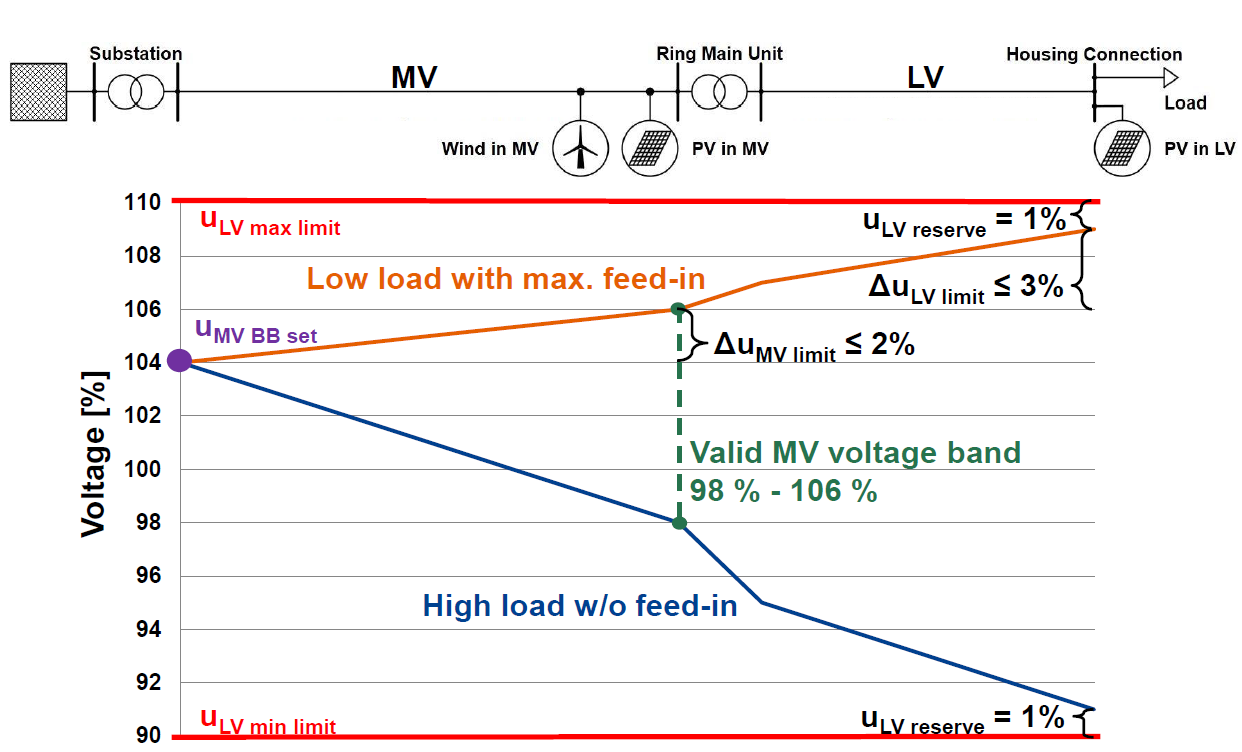 Substation
Ring Main Unit
Housing Connection
MV
LV
Load
Wind in MV
PV in MV
PV in LV
110
uLV max limit
uLV reserve = 1%
108
Low load with max. feed-in
ΔuLV limit ≤ 3%
106
uMV BB set
ΔuMV limit ≤ 2%
104
Voltage [%]
102
100
Valid MV voltage band
98 % - 106 %
98
96
High load w/o feed-in
94
92
uLV min limit
uLV reserve = 1%
90